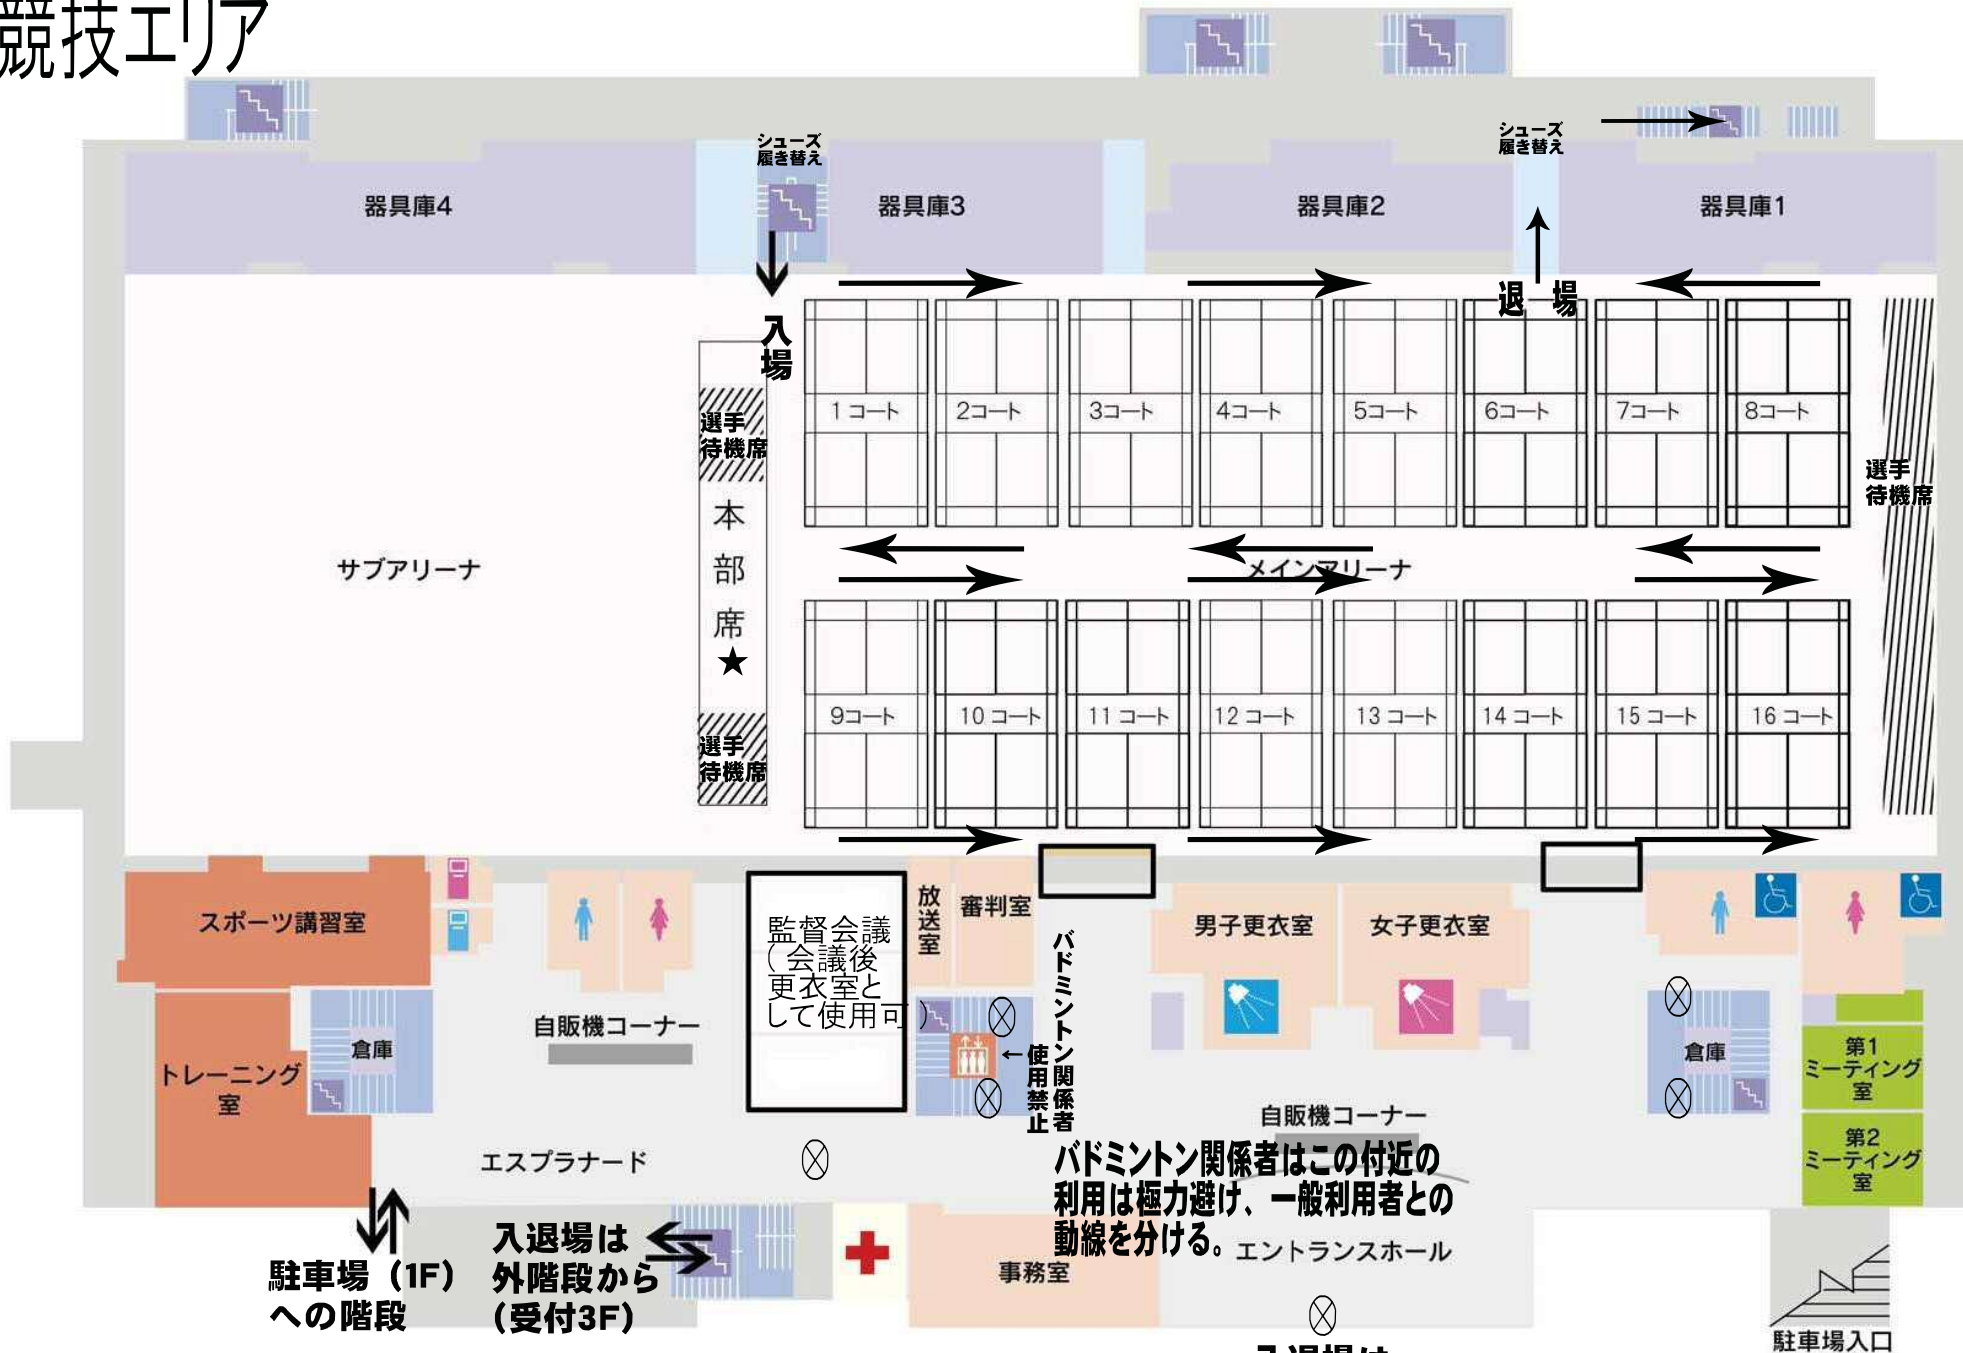 競技エリア
シューズ
履き替え
シューズ
履き替え
器具庫4
器具庫3
器具庫2
器具庫1
入場
退 場
選手
待機席
1 コート
2コート
3コート
4コート
5コート
6コート
7コート
8コート
選手
待機席
本部席
★
サブアリーナ
メインアリーナ
選手
待機席
9コート
10 コート
11 コート
12 コート
13 コート
14 コート
15 コート
16 コート
スポーツ講習室
監督会議
(会議後
更衣室と
して使用可)
放送室
審判室
バドミントン関係者
←使用禁止
男子更衣室
女子更衣室
自販機コーナー
倉庫
トレーニング
室
倉庫
第1
ミーティング
室
第2
ミーティング
室
自販機コーナー
エスプラナード
バドミントン関係者はこの付近の
利用は極力避け、一般利用者との
動線を分ける。
エントランスホール
事務室
駐車場(1F)
への階段
入退場は
外階段から
(受付3F)
駐車場入口
入退場は